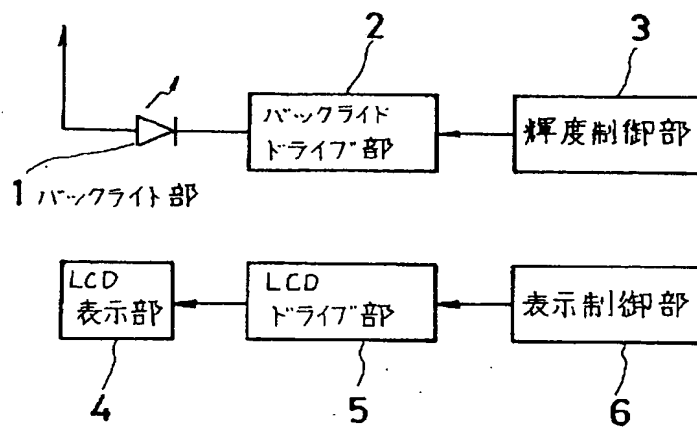 2
3
バックライド
ドライブ部
輝度制御部
1 バックライト部
LCD
表示部
LCD
ドライブ部
表示制御部
4
5
6